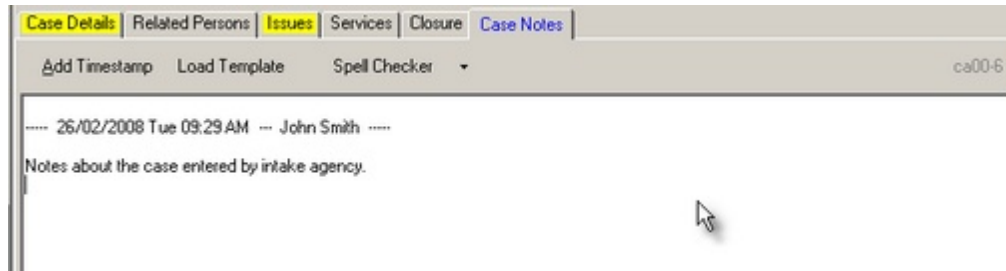 Case Details Related Persons Issues Services Closure Case Notes
Add Timestamp Load Template Spell Checker ca00-6
----- 26/02/2008 Tue 09:29 AM --- John Smith -----
Notes about the case entered by intake agency.